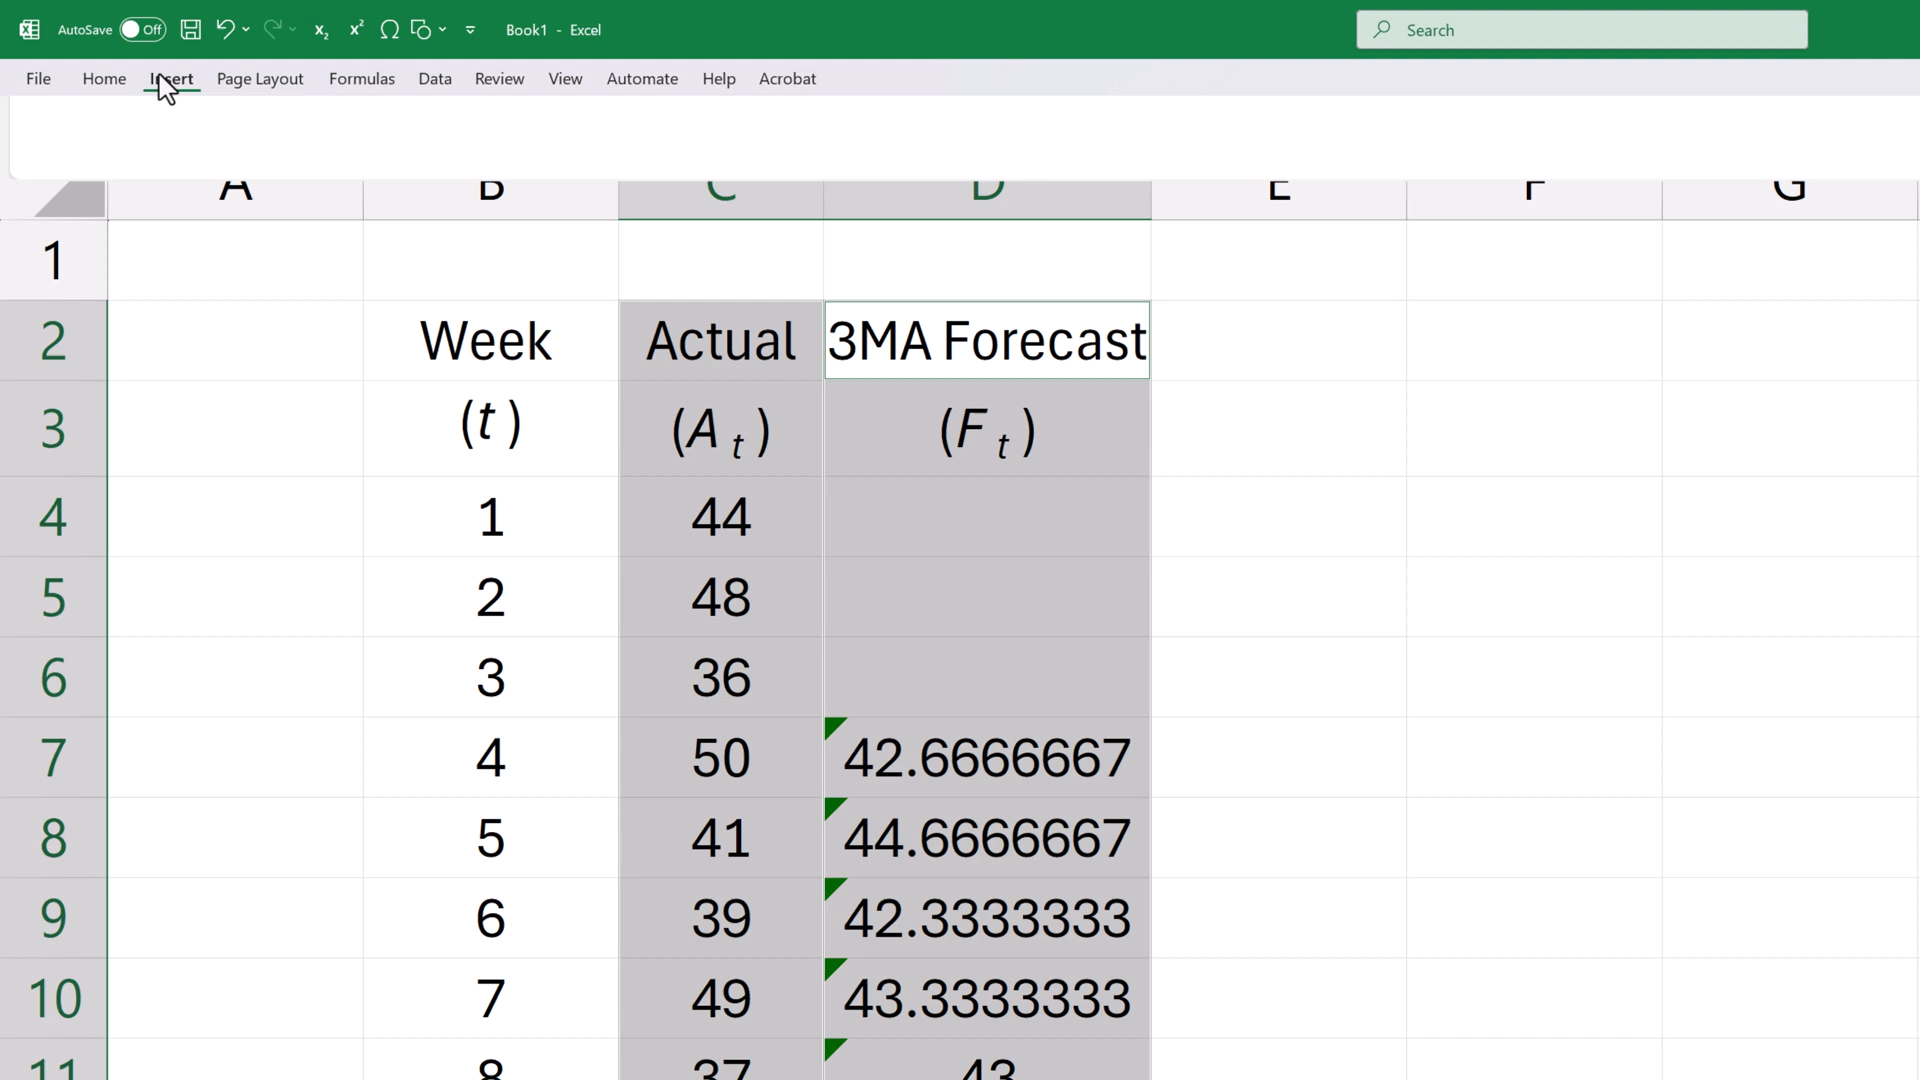 AutoSave Off Book1 - Excel Search
File Home Insert Page Layout Formulas Data Review View Automate Help Acrobat
A B C D E F G
1
2 Week Actual 3MA Forecast
3 (t) (A t) (F t)
4 1 44
5 2 48
6 3 36
7 4 50 42.6666667
8 5 41 44.6666667
9 6 39 42.3333333
10 7 49 43.3333333
11 8 37 43